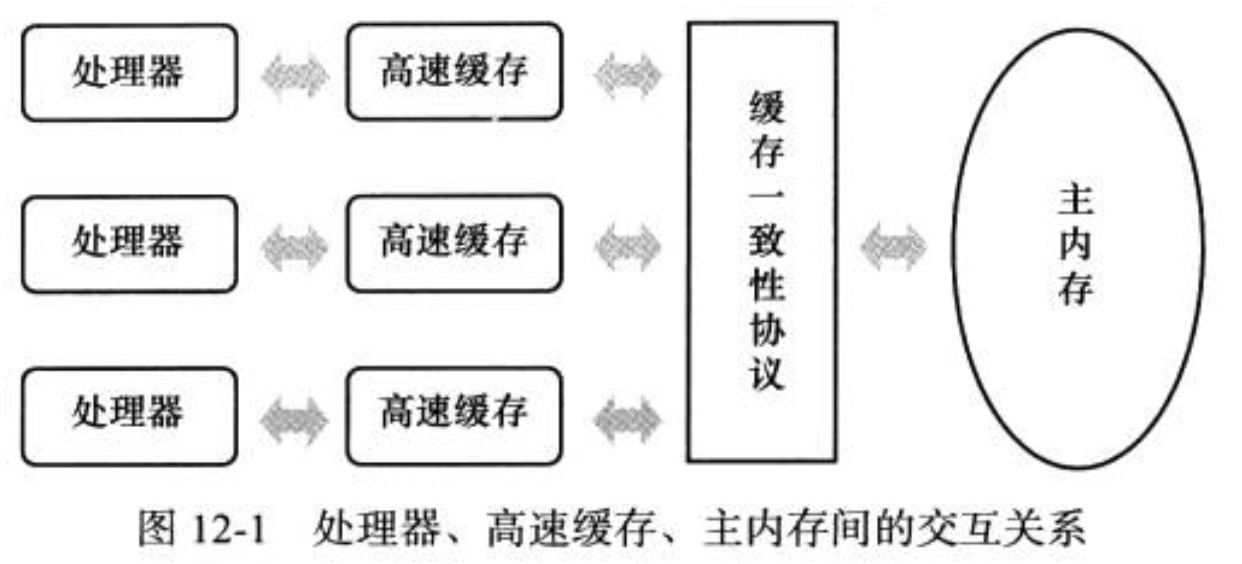 处理器
高速缓存
处理器
高速缓存
处理器
高速缓存
缓存一致性协议
主内存
图 12-1 处理器、高速缓存、主内存间的交互关系